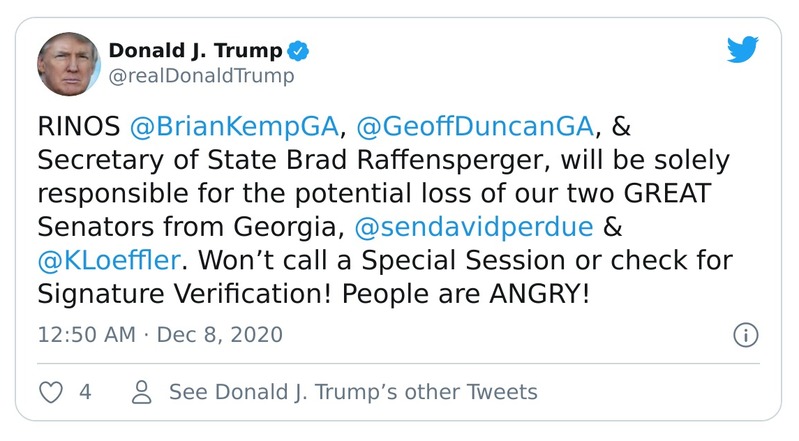 Donald J. Trump
@realDonaldTrump
RINOS @BrianKempGA, @GeoffDuncanGA, &
Secretary of State Brad Raffensperger, will be solely
responsible for the potential loss of our two GREAT
Senators from Georgia, @sendavidperdue &
@KLoeffler. Won’t call a Special Session or check for
Signature Verification! People are ANGRY!
12:50 AM · Dec 8, 2020
4 See Donald J. Trump’s other Tweets